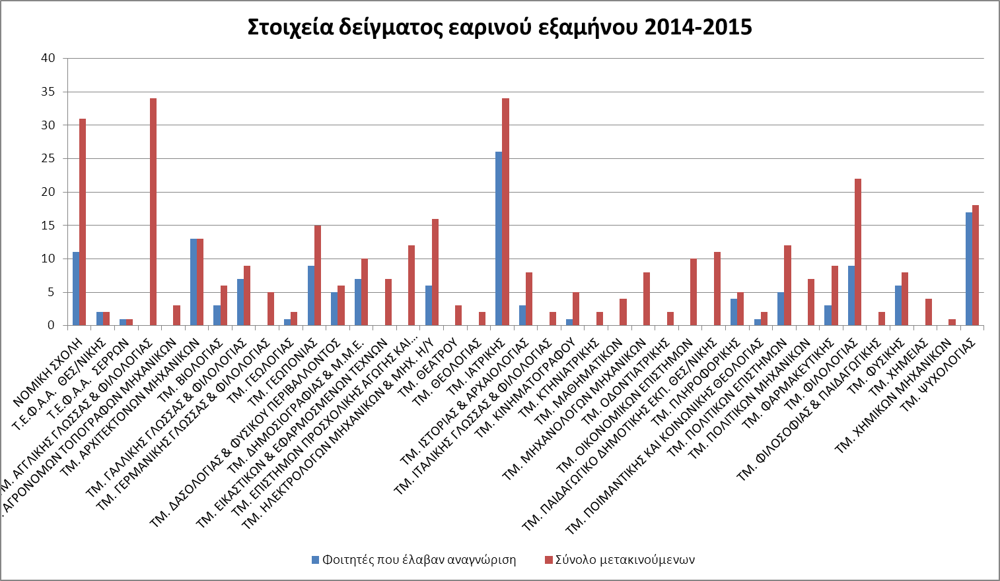 Στοιχεία δείγματος εαρινού εξαμήνου 2014-2015
40
35
30
25
20
15
10
5
0
ΝΟΜΙΚΗ ΣΧΟΛΗ
Τ.Ε.Φ.Α.Α. ΘΕΣ/ΝΙΚΗΣ
Τ.Ε.Φ.Α.Α. ΣΕΡΡΩΝ
Μ. ΑΓΓΛΙΚΗΣ ΓΛΩΣΣΑΣ & ΦΙΛΟΛΟΓΙΑΣ
. ΑΓΡΟΝΟΜΩΝ ΤΟΠΟΓΡΑΦΩΝ ΜΗΧΑΝΙΚΩΝ
ΤΜ. ΑΡΧΙΤΕΚΤΟΝΩΝ ΜΗΧΑΝΙΚΩΝ
ΤΜ. ΒΙΟΛΟΓΙΑΣ
ΤΜ. ΓΑΛΛΙΚΗΣ ΓΛΩΣΣΑΣ & ΦΙΛΟΛΟΓΙΑΣ
ΤΜ. ΓΕΡΜΑΝΙΚΗΣ ΓΛΩΣΣΑΣ & ΦΙΛΟΛΟΓΙΑΣ
ΤΜ. ΓΕΩΛΟΓΙΑΣ
ΤΜ. ΓΕΩΠΟΝΙΑΣ
ΤΜ. ΔΑΣΟΛΟΓΙΑΣ & ΦΥΣΙΚΟΥ ΠΕΡΙΒΑΛΛΟΝΤΟΣ
ΤΜ. ΔΗΜΟΣΙΟΓΡΑΦΙΑΣ & Μ.Μ.Ε.
ΤΜ. ΕΙΚΑΣΤΙΚΩΝ & ΕΦΑΡΜΟΣΜΕΝΩΝ ΤΕΧΝΩΝ
ΤΜ. ΕΠΙΣΤΗΜΩΝ ΠΡΟΣΧΟΛΙΚΗΣ ΑΓΩΓΗΣ ΚΑΙ...
ΤΜ. ΗΛΕΚΤΡΟΛΟΓΩΝ ΜΗΧΑΝΙΚΩΝ & ΜΗΧ. Η/Υ
ΤΜ. ΘΕΑΤΡΟΥ
ΤΜ. ΘΕΟΛΟΓΙΑΣ
ΤΜ. ΙΑΤΡΙΚΗΣ
ΤΜ. ΙΣΤΟΡΙΑΣ & ΑΡΧΑΙΟΛΟΓΙΑΣ
ΤΜ. ΙΤΑΛΙΚΗΣ ΓΛΩΣΣΑΣ & ΦΙΛΟΛΟΓΙΑΣ
ΤΜ. ΚΙΝΗΜΑΤΟΓΡΑΦΟΥ
ΤΜ. ΚΤΗΝΙΑΤΡΙΚΗΣ
ΤΜ. ΜΑΘΗΜΑΤΙΚΩΝ
ΤΜ. ΜΗΧΑΝΟΛΟΓΩΝ ΜΗΧΑΝΙΚΩΝ
ΤΜ. ΟΔΟΝΤΙΑΤΡΙΚΗΣ
ΤΜ. ΟΙΚΟΝΟΜΙΚΩΝ ΕΠΙΣΤΗΜΩΝ
ΤΜ. ΠΑΙΔΑΓΩΓΙΚΟ ΔΗΜΟΤΙΚΗΣ ΕΚΠ. ΘΕΣ/ΝΙΚΗΣ
ΤΜ. ΠΛΗΡΟΦΟΡΙΚΗΣ
ΤΜ. ΠΟΙΜΑΝΤΙΚΗΣ ΚΑΙ ΚΟΙΝΩΝΙΚΗΣ ΘΕΟΛΟΓΙΑΣ
ΤΜ. ΠΟΛΙΤΙΚΩΝ ΕΠΙΣΤΗΜΩΝ
ΤΜ. ΠΟΛΙΤΙΚΩΝ ΜΗΧΑΝΙΚΩΝ
ΤΜ. ΦΑΡΜΑΚΕΥΤΙΚΗΣ
ΤΜ. ΦΙΛΟΛΟΓΙΑΣ
ΤΜ. ΦΙΛΟΣΟΦΙΑΣ & ΠΑΙΔΑΓΩΓΙΚΗΣ
ΤΜ. ΦΥΣΙΚΗΣ
ΤΜ. ΧΗΜΕΙΑΣ
ΤΜ. ΧΗΜΙΚΩΝ ΜΗΧΑΝΙΚΩΝ
ΤΜ. ΨΥΧΟΛΟΓΙΑΣ
Φοιτητές που έλαβαν αναγνώριση
Σύνολο μετακινούμενων